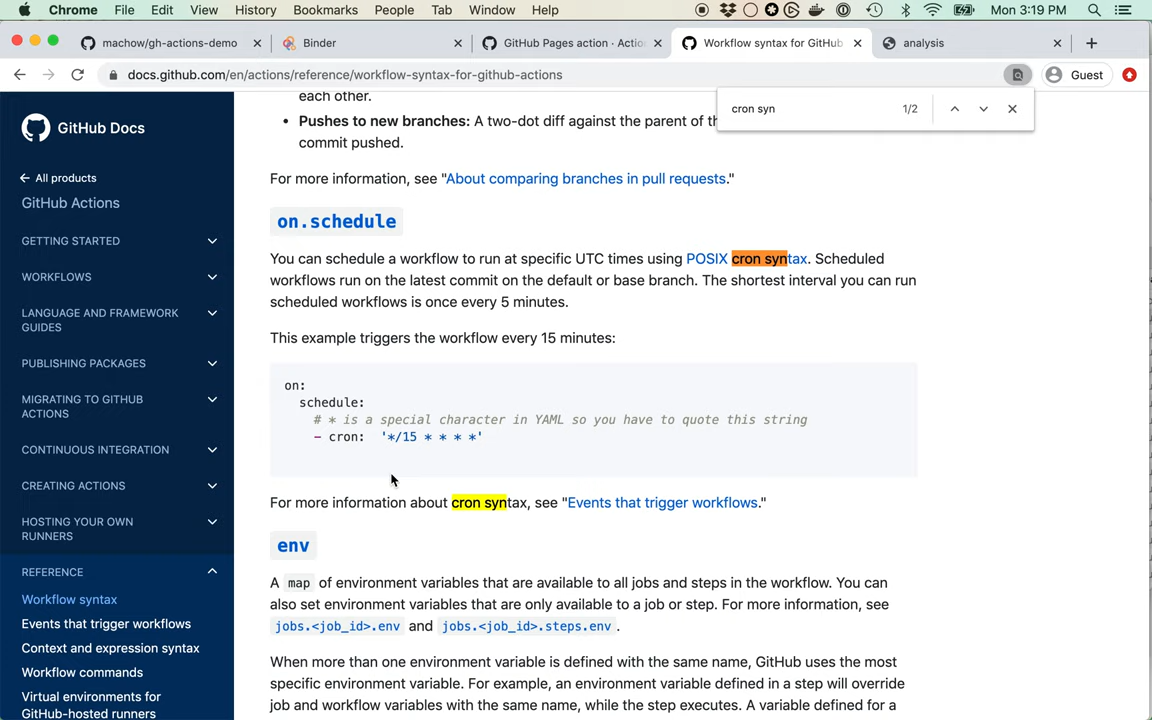 Chrome File Edit View History Bookmarks People Tab Window Help Mon 3:19 PM
machow/gh-actions-demo Binder GitHub Pages action · Actio Workflow syntax for GitHub analysis
docs.github.com/en/actions/reference/workflow-syntax-for-github-actions Guest
cron syn 1/2
GitHub Docs
All products
GitHub Actions
GETTING STARTED
WORKFLOWS
LANGUAGE AND FRAMEWORK
GUIDES
PUBLISHING PACKAGES
MIGRATING TO GITHUB
ACTIONS
CONTINUOUS INTEGRATION
CREATING ACTIONS
HOSTING YOUR OWN
RUNNERS
REFERENCE
Workflow syntax
Events that trigger workflows
Context and expression syntax
Workflow commands
Virtual environments for
GitHub-hosted runners
each other.
• Pushes to new branches: A two-dot diff against the parent of
commit pushed.
For more information, see "About comparing branches in pull requests."
on.schedule
You can schedule a workflow to run at specific UTC times using POSIX cron syntax. Scheduled
workflows run on the latest commit on the default or base branch. The shortest interval you can run
scheduled workflows is once every 5 minutes.
This example triggers the workflow every 15 minutes:
on:
schedule:
# * is a special character in YAML so you have to quote this string
- cron: '*/15 * * * *'
For more information about cron syntax, see "Events that trigger workflows."
env
A map of environment variables that are available to all jobs and steps in the workflow. You can
also set environment variables that are only available to a job or step. For more information, see
jobs.<job_id>.env and jobs.<job_id>.steps.env .
When more than one environment variable is defined with the same name, GitHub uses the most
specific environment variable. For example, an environment variable defined in a step will override
job and workflow variables with the same name, while the step executes. A variable defined for a